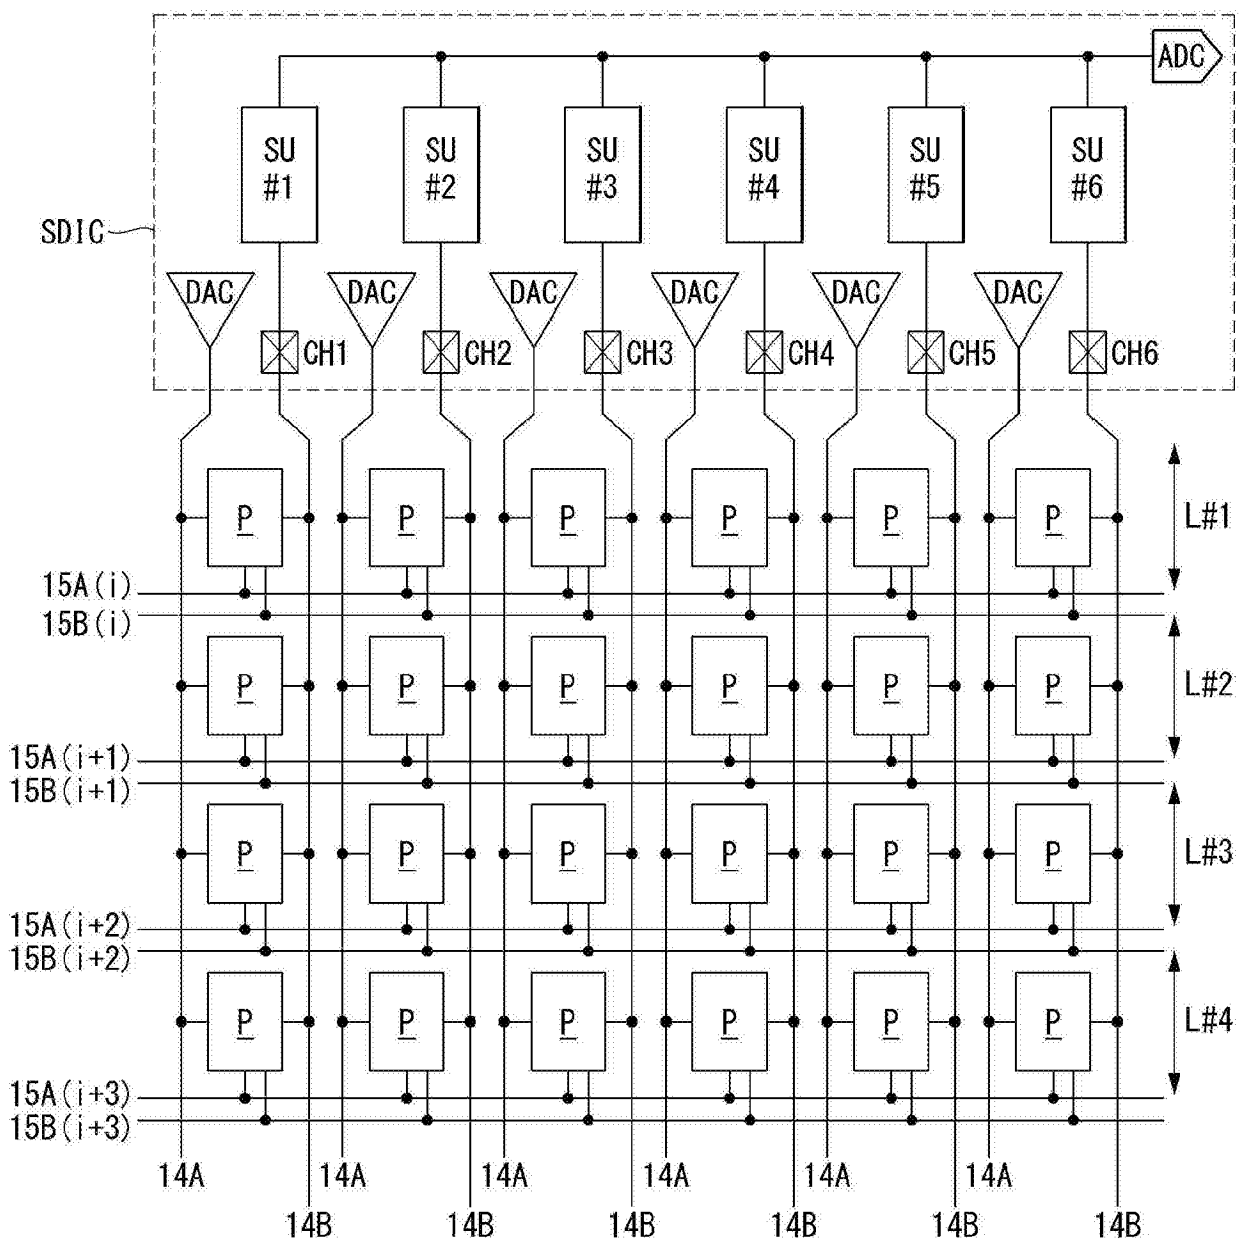 ADC
SU #1 SU #2 SU #3 SU #4 SU #5 SU #6
SDIC
DAC DAC DAC DAC DAC DAC
CH1 CH2 CH3 CH4 CH5 CH6
P P P P P P L#1
15A(i)
15B(i)
P P P P P P L#2
15A(i+1)
15B(i+1)
P P P P P P L#3
15A(i+2)
15B(i+2)
P P P P P P L#4
15A(i+3)
15B(i+3)
14A 14A 14A 14A 14A 14A
14B 14B 14B 14B 14B 14B